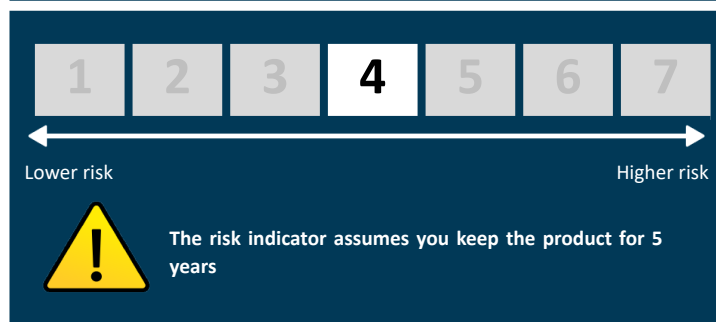 1 2 3 4 5 6 7
Lower risk Higher risk
The risk indicator assumes you keep the product for 5
years